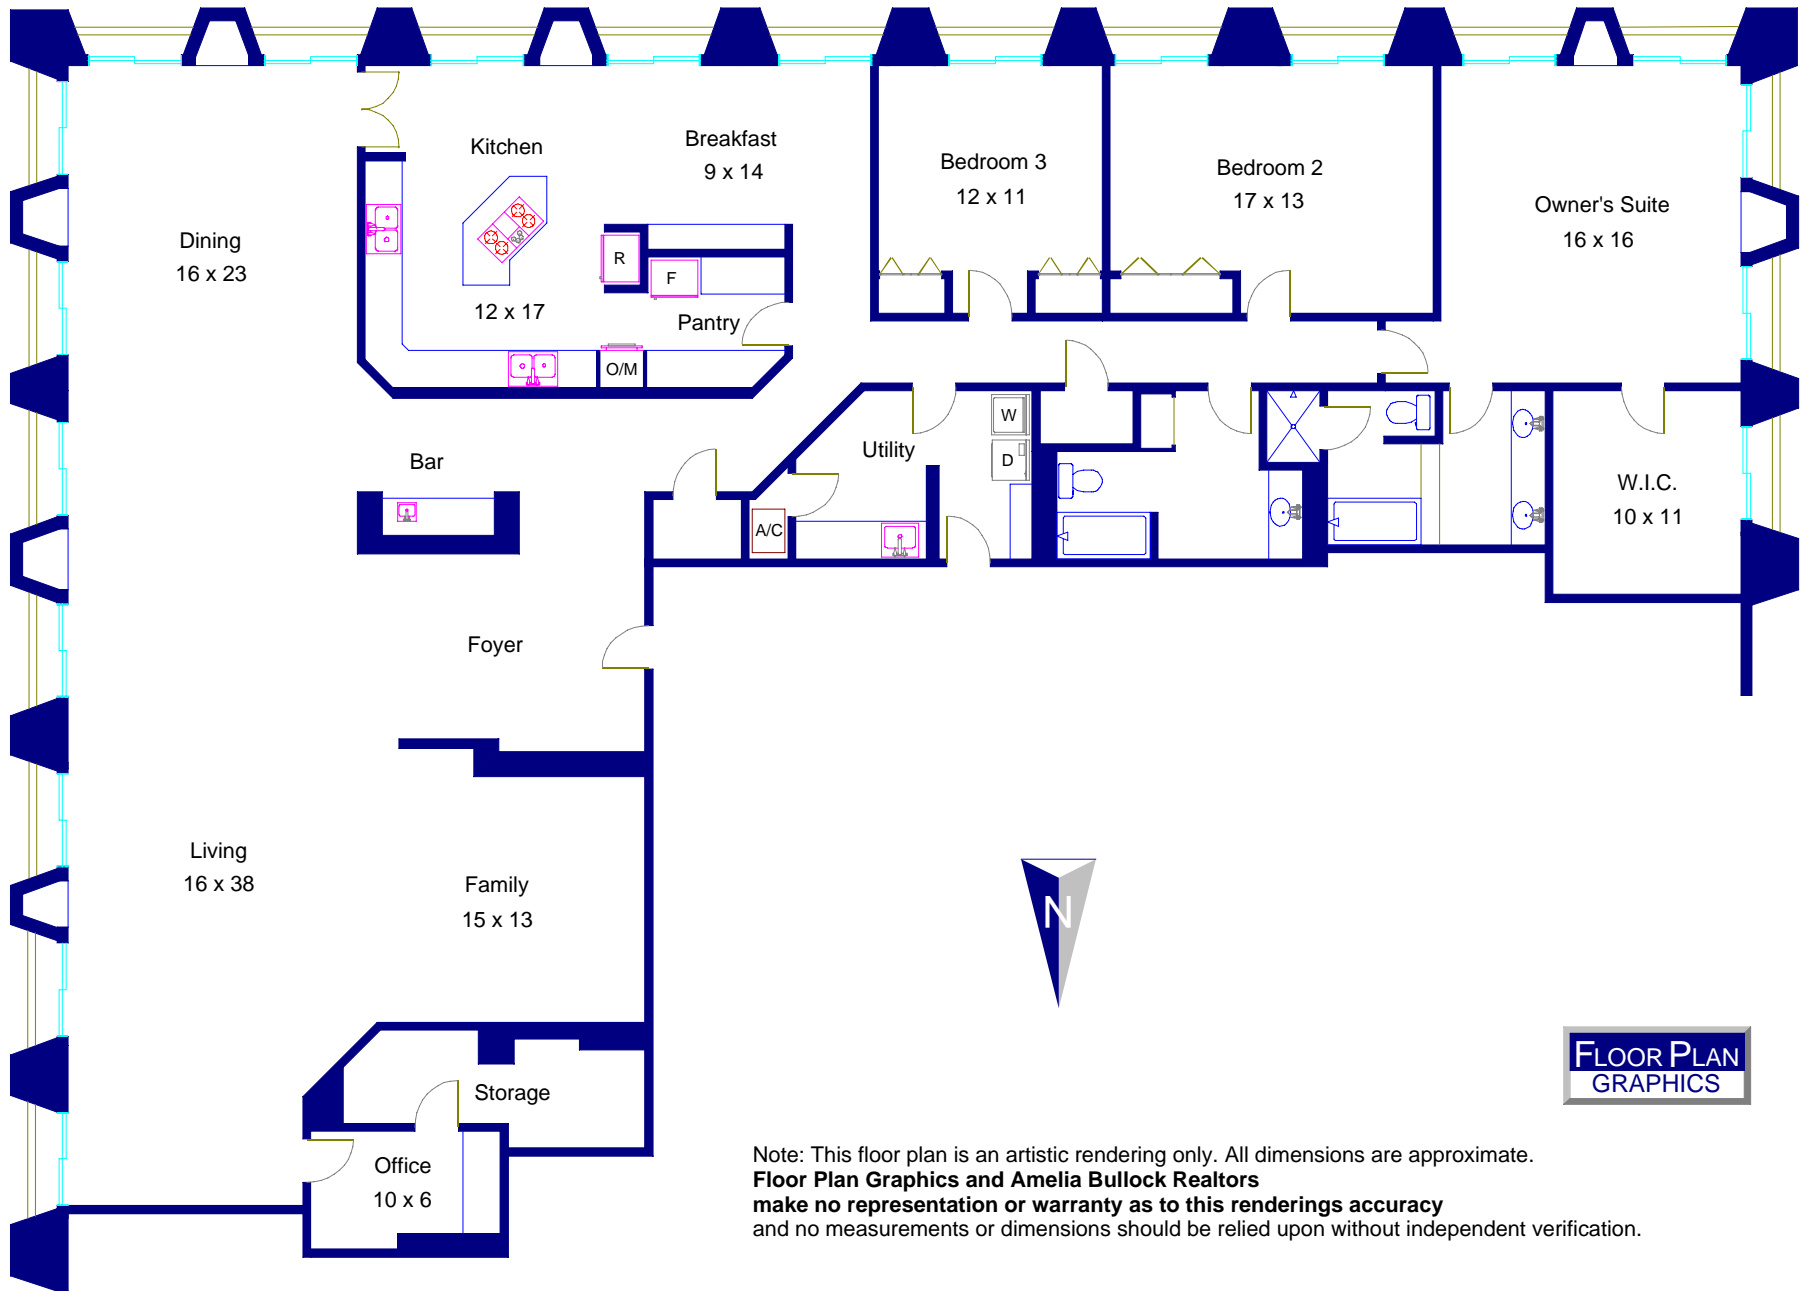 Kitchen
Breakfast
9 x 14
Bedroom 3
12 x 11
Bedroom 2
17 x 13
Owner's Suite
16 x 16
Dining
16 x 23
R
F
12 x 17
Pantry
O/M
W
Bar
Utility
D
W.I.C.
10 x 11
A/C
Foyer
Living
16 x 38
Family
15 x 13
N
Storage
Office
10 x 6
FLOOR PLAN
GRAPHICS
Note: This floor plan is an artistic rendering only. All dimensions are approximate.
Floor Plan Graphics and Amelia Bullock Realtors
make no representation or warranty as to this renderings accuracy
and no measurements or dimensions should be relied upon without independent verification.